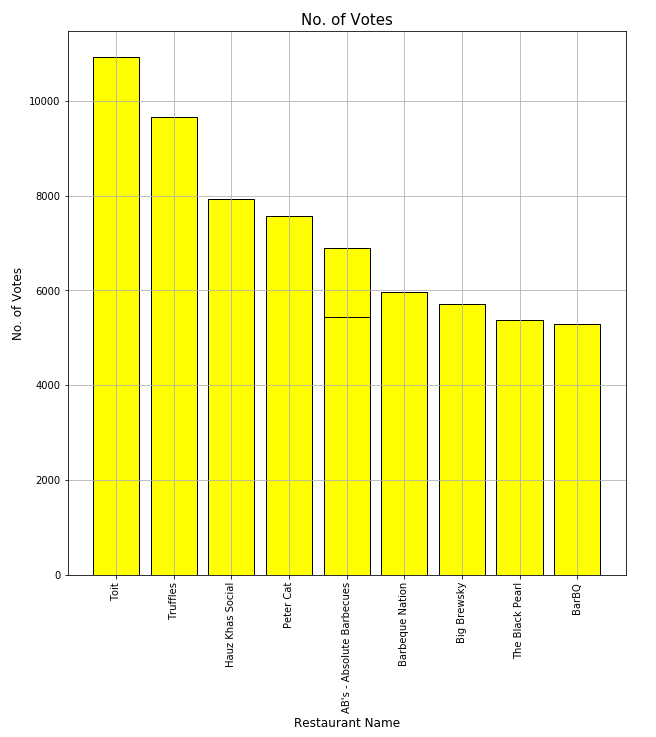 No. of Votes
No. of Votes
10000
8000
6000
4000
2000
0
Toit
Truffles
Hauz Khas Social
Peter Cat
AB's - Absolute Barbecues
Barbeque Nation
Big Brewsky
The Black Pearl
BarBQ
Restaurant Name